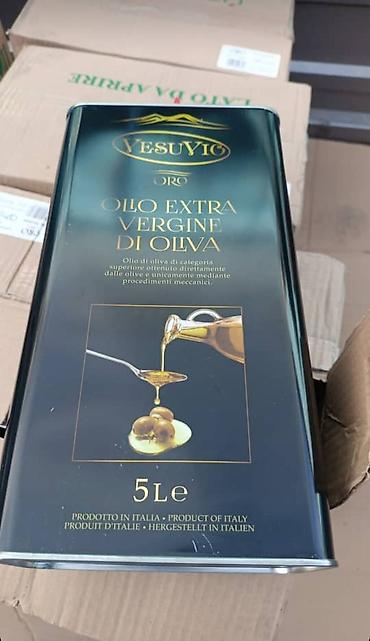 LATO DA APRIRE
VESUVIO
ORO
OLIO EXTRA
VERGINE
DI OLIVA
Olio di oliva di categoria
superiore ottenuto direttamente
dalle olive e unicamente mediante
procedimenti meccanici.
5Le
PRODOTTO IN ITALIA • PRODUCT OF ITALY
PRODUIT D'ITALIE • HERGESTELLT IN ITALIEN